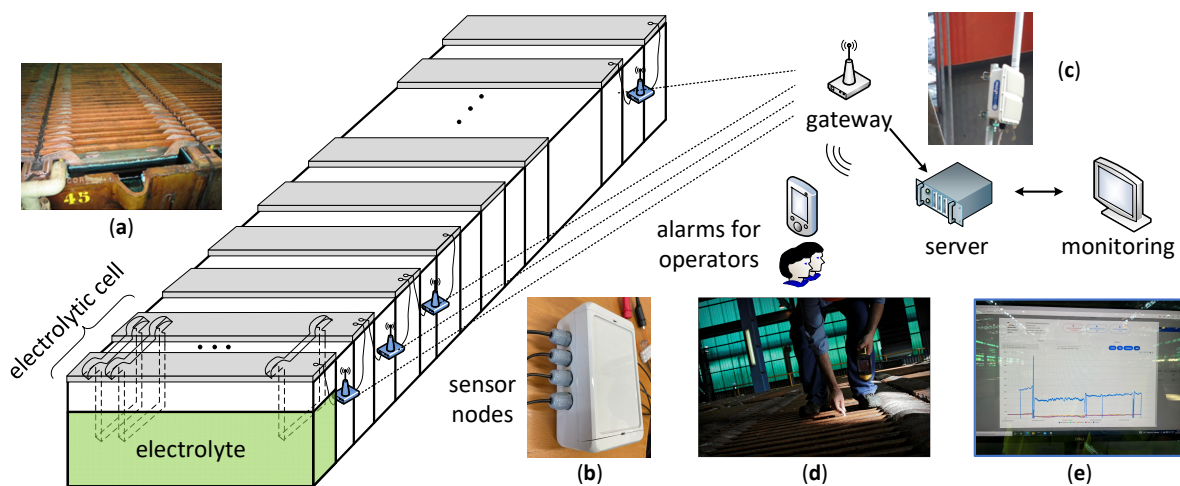 (c)
gateway
45
(a)
alarms for
operators
server
monitoring
electrolytic cell
sensor
nodes
electrolyte
(b)
(d)
(e)